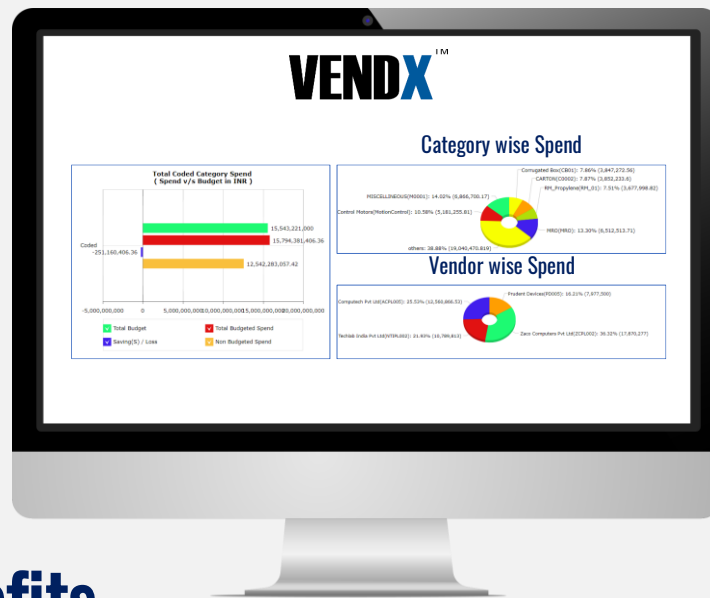 VENDX™
Category wise Spend
Total Coded Category Spend
( Spend v/s Budget in INR )
15,543,221,000
15,794,381,406.36
Coded
-251,160,406.36
12,542,283,057.42
-5,000,000,000 0 5,000,000,000 10,000,000,000 15,000,000,000 20,000,000,000
Total Budget
Total Budgeted Spend
Saving(S) / Loss
Non Budgeted Spend
Corrugated Box(CB01): 7.86% (3,847,272.58)
CARTON(CO002): 7.87% (3,852,233.6)
RM_Propylene(RM_01): 7.51% (3,677,998.82)
MISCELLINEOUS(MI001): 14.02% (6,866,700.17)
Control Motors(MotionControl): 10.58% (5,181,255.81)
MRO(MRO): 13.30% (6,512,513.71)
others: 38.88% (19,040,470.819)
Vendor wise Spend
Prudent Devices(PD005): 16.21% (7,977,500)
Computech Pvt Ltd(ACPL005): 25.53% (12,560,866.53)
Techlab India Pvt Ltd(NTIPL002): 21.93% (10,789,813)
Zacs Computers Pvt Ltd(ZCPL002): 36.32% (17,870,277)